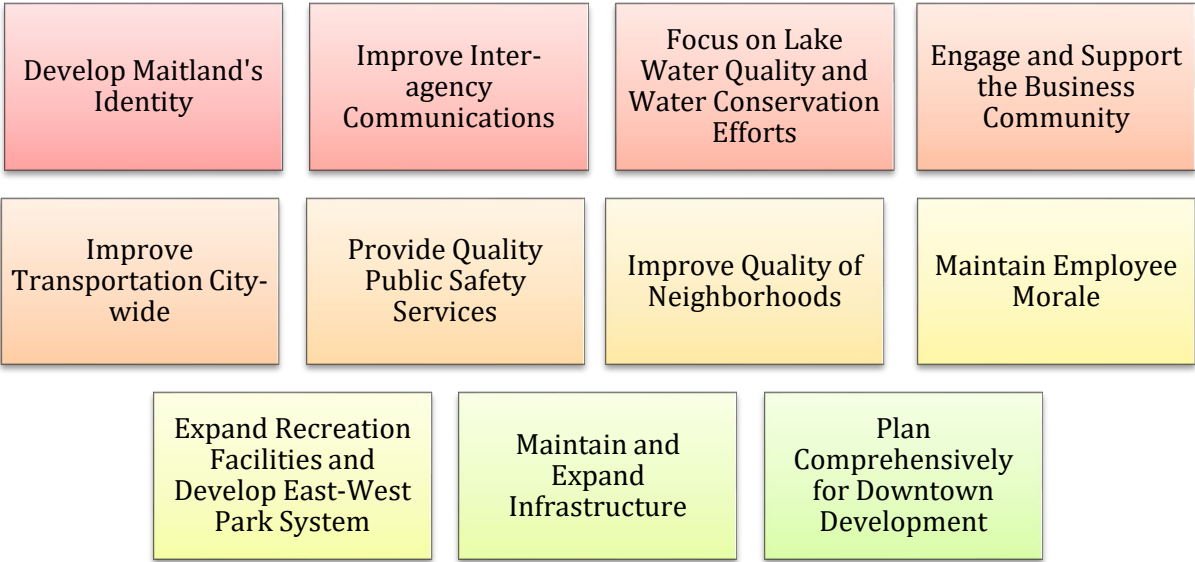 Develop Maitland's
Identity
Improve Inter-
agency
Communications
Focus on Lake
Water Quality and
Water Conservation
Efforts
Engage and Support
the Business
Community
Improve
Transportation City-
wide
Provide Quality
Public Safety
Services
Improve Quality of
Neighborhoods
Maintain Employee
Morale
Expand Recreation
Facilities and
Develop East-West
Park System
Maintain and
Expand
Infrastructure
Plan
Comprehensively
for Downtown
Development